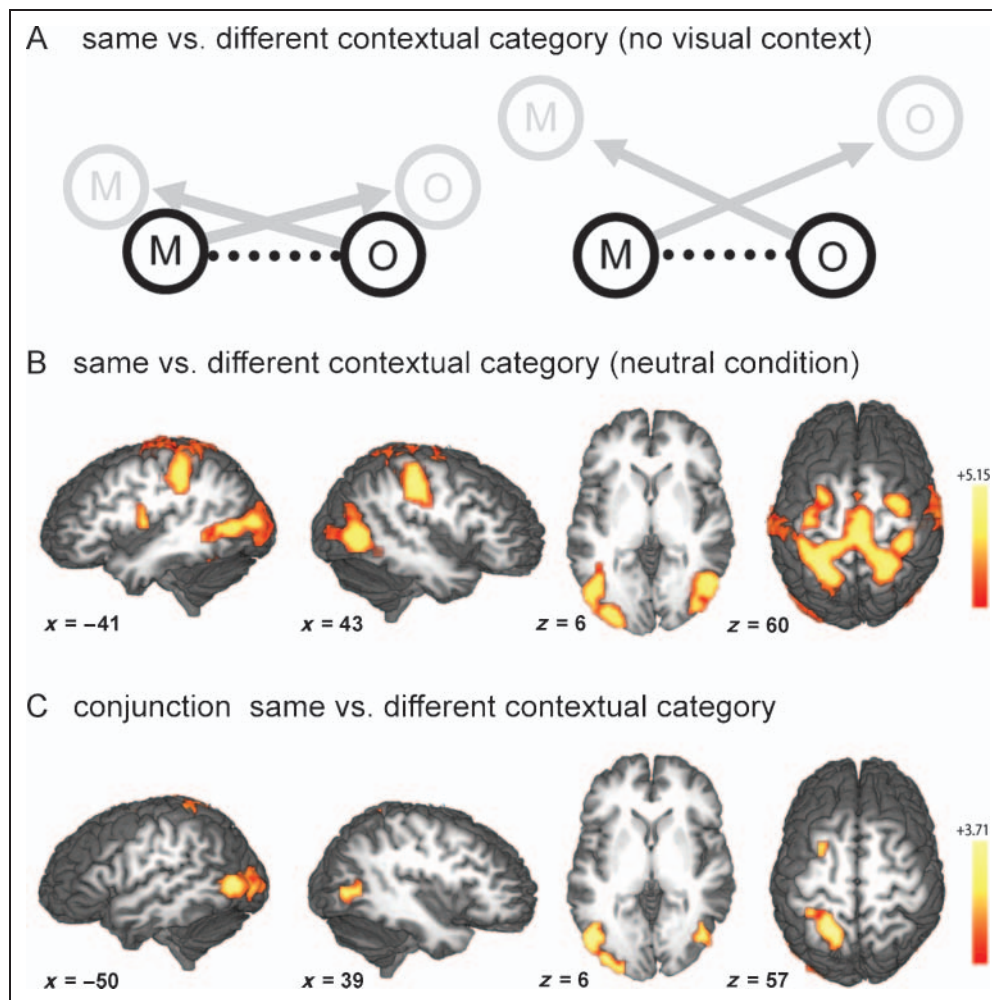 A same vs. different contextual category (no visual context)
M O M O
M O M O
B same vs. different contextual category (neutral condition)
+5.15
x = −41 x = 43 z = 6 z = 60
C conjunction same vs. different contextual category
+3.71
x = −50 x = 39 z = 6 z = 57